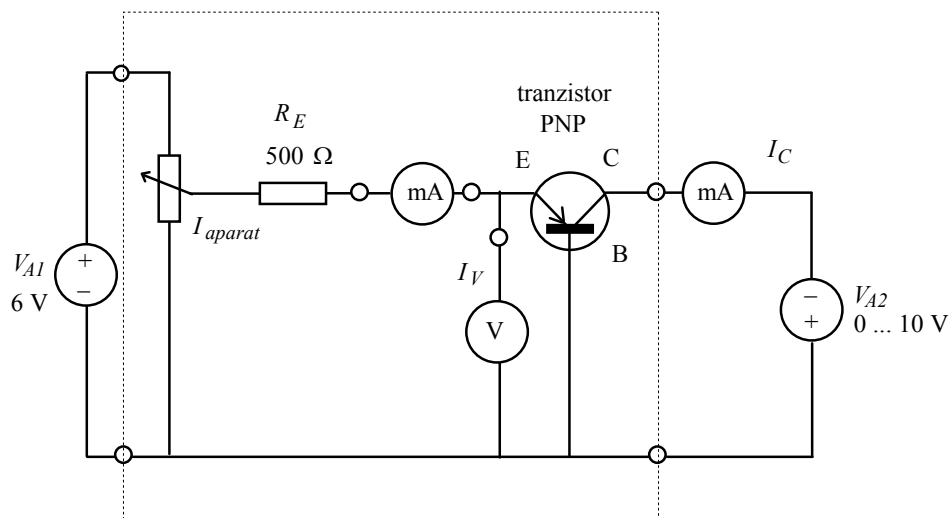 tranzistor
PNP
R_E
500 Ω
E
C
I_C
mA
mA
I_aparat
B
V_A1
6 V
+
−
I_V
V
−
+
V_A2
0 ... 10 V